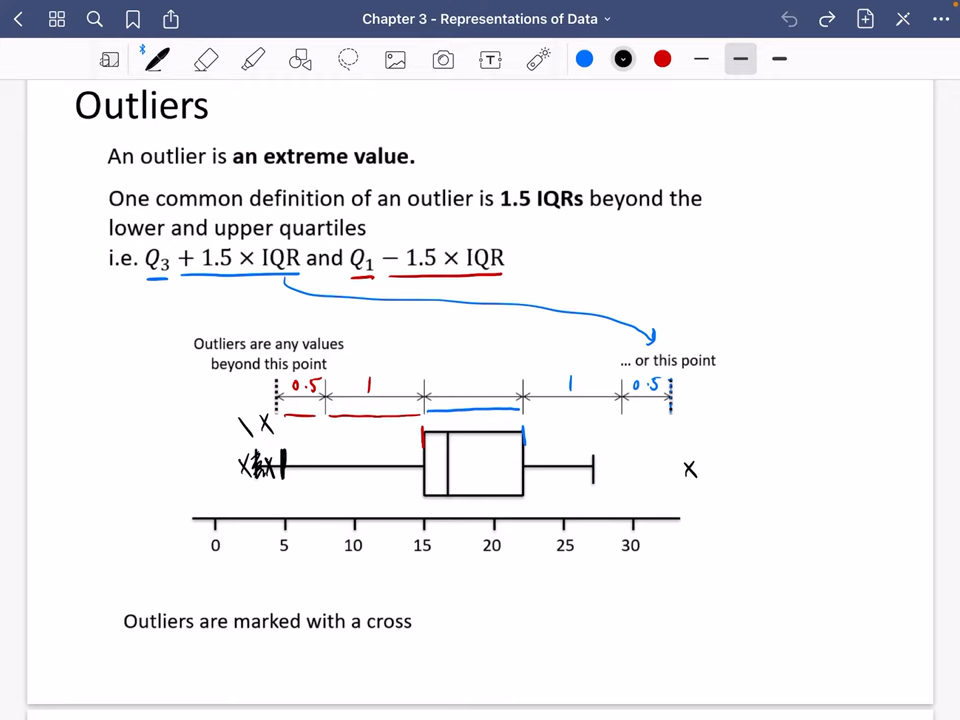 Chapter 3 - Representations of Data
T
Outliers
An outlier is an extreme value.
One common definition of an outlier is 1.5 IQRs beyond the
lower and upper quartiles
i.e. Q₃ + 1.5 × IQR and Q₁ − 1.5 × IQR
Outliers are any values
beyond this point
... or this point
0.5 1 1 0.5
0 5 10 15 20 25 30
Outliers are marked with a cross